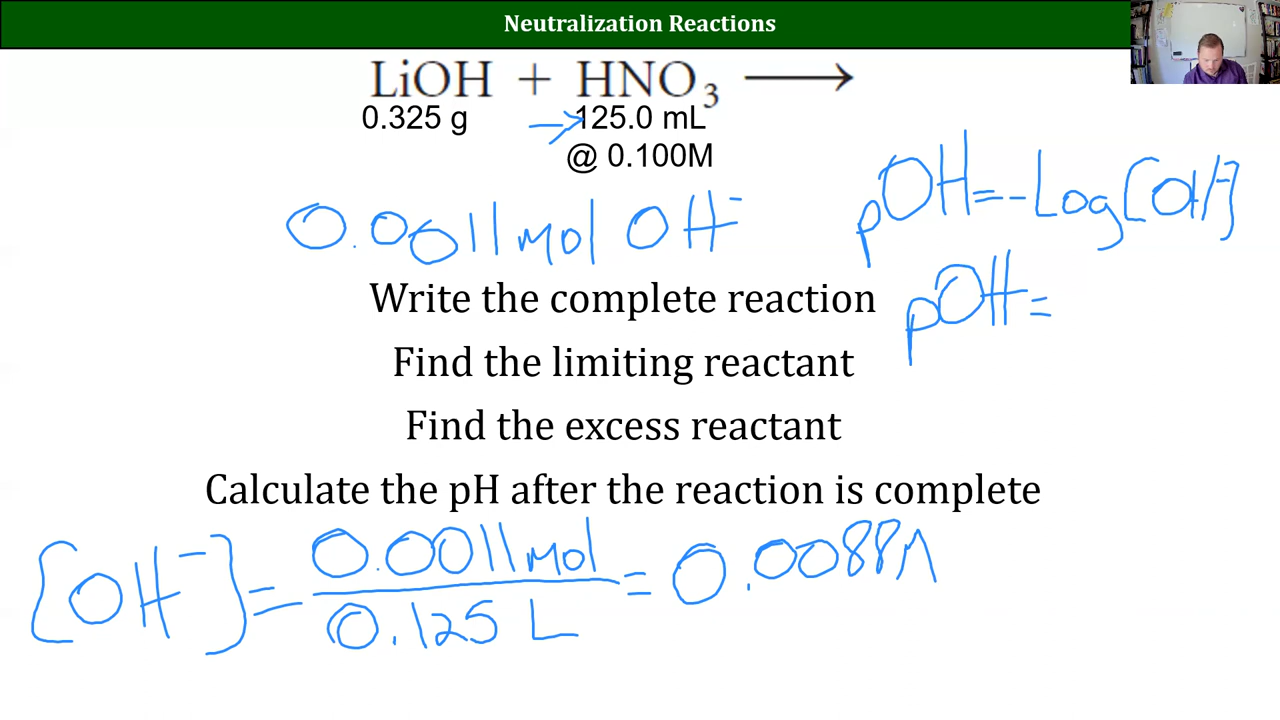 Neutralization Reactions
LiOH + HNO₃ ⟶
0.325 g
→125.0 mL
@ 0.100M
0.0011 mol OH⁻
pOH = -Log[OH⁻]
pOH =
Write the complete reaction
Find the limiting reactant
Find the excess reactant
Calculate the pH after the reaction is complete
[OH⁻] = 0.0011 mol / 0.125 L = 0.0088M